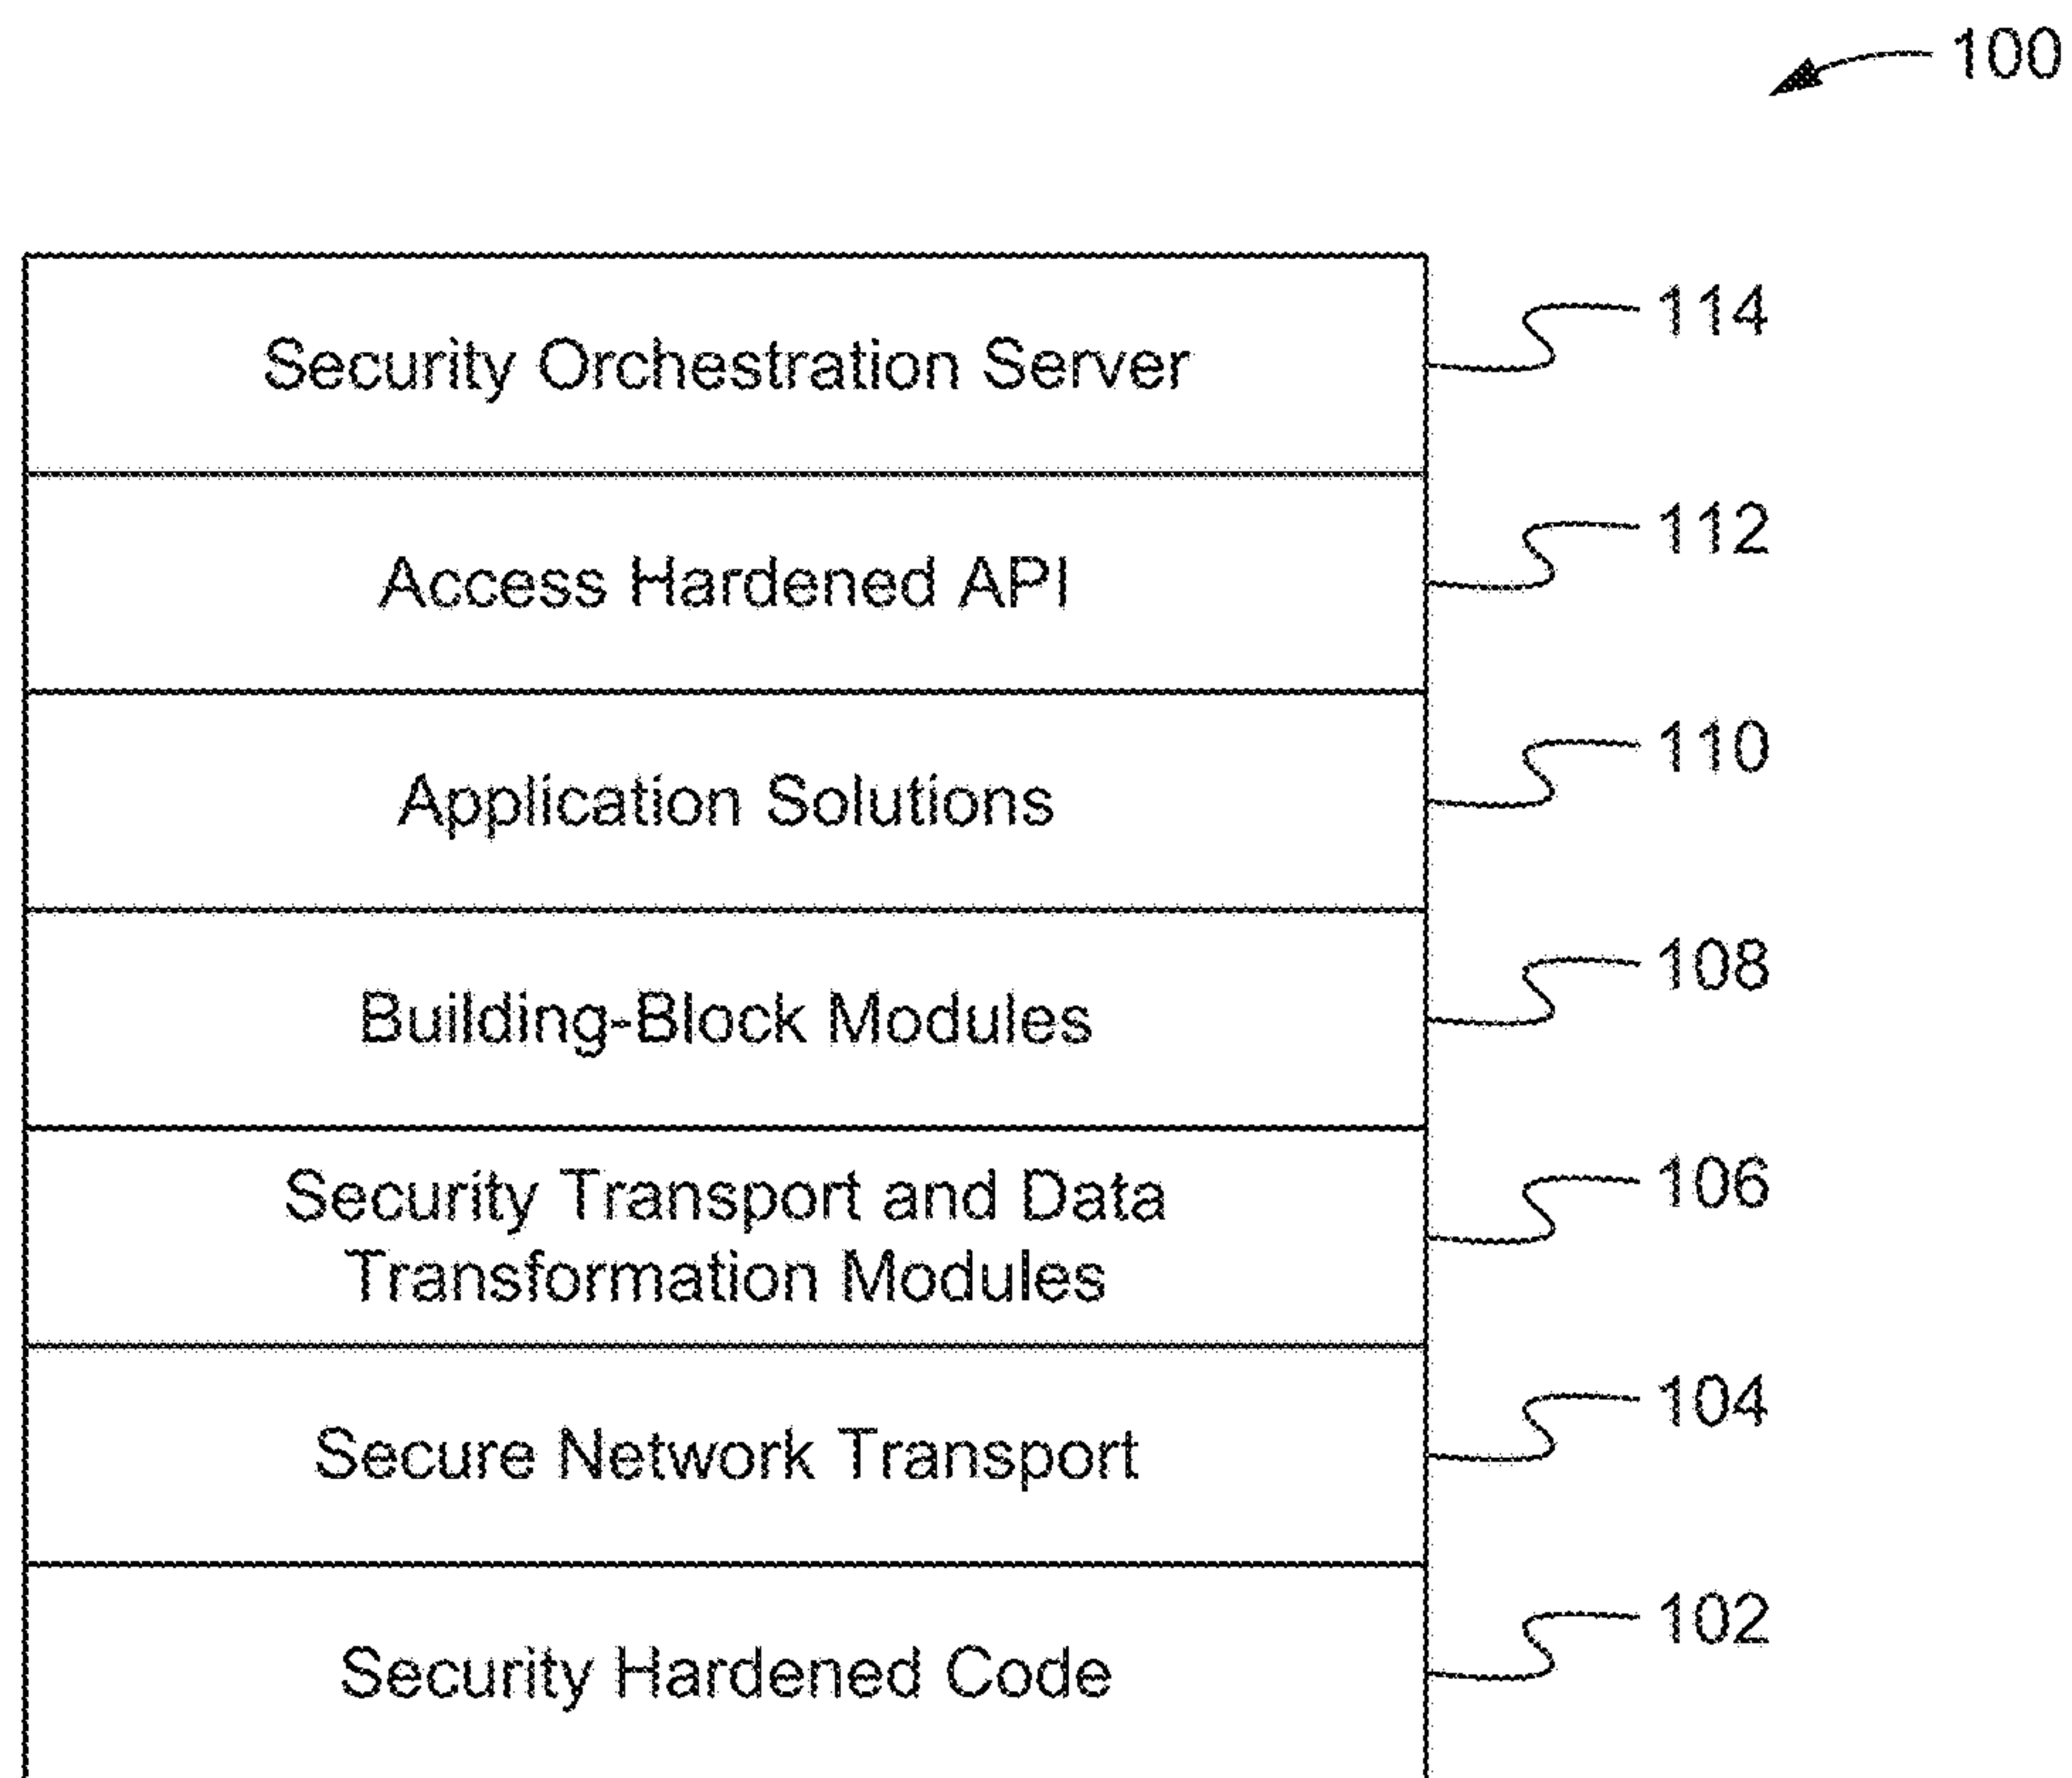 100
Security Orchestration Server
114
Access Hardened API
112
Application Solutions
110
Building-Block Modules
108
Security Transport and Data
Transformation Modules
106
Secure Network Transport
104
Security Hardened Code
102